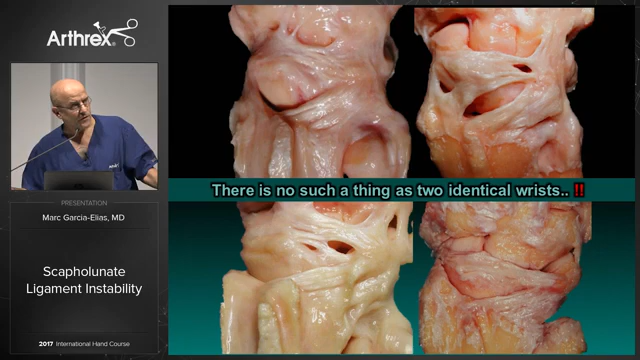 Arthrex®
PRESENTATION
Marc Garcia-Elias, MD
Scapholunate
Ligament Instability
2017 International Hand Course
There is no such a thing as two identical wrists.. !!